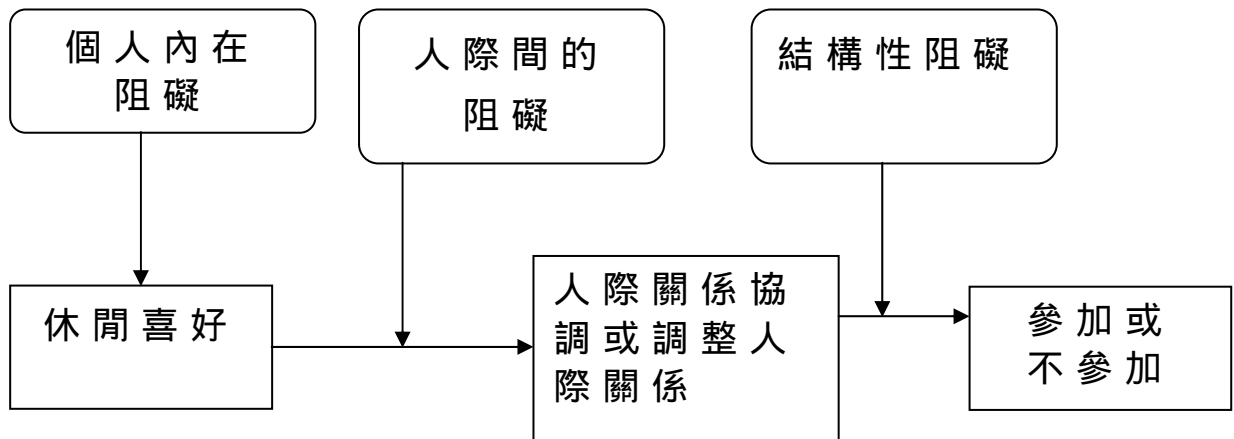 個人內在
阻礙
人際間的
阻礙
結構性阻礙
休閒喜好
人際關係協
調或調整人
際關係
參加或
不參加